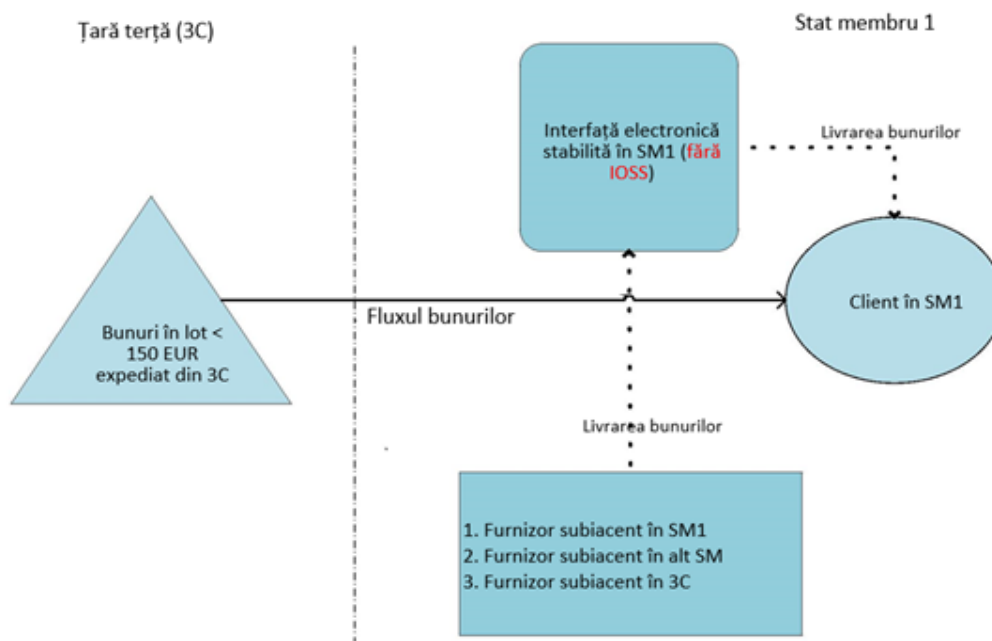 Țară terță (3C)
Stat membru 1
Interfață electronică
stabilită în SM1 (fără
IOSS)
Livrarea bunurilor
Bunuri în lot <
150 EUR
expediat din 3C
Fluxul bunurilor
Client în SM1
Livrarea bunurilor
1. Furnizor subiacent în SM1
2. Furnizor subiacent în alt SM
3. Furnizor subiacent în 3C